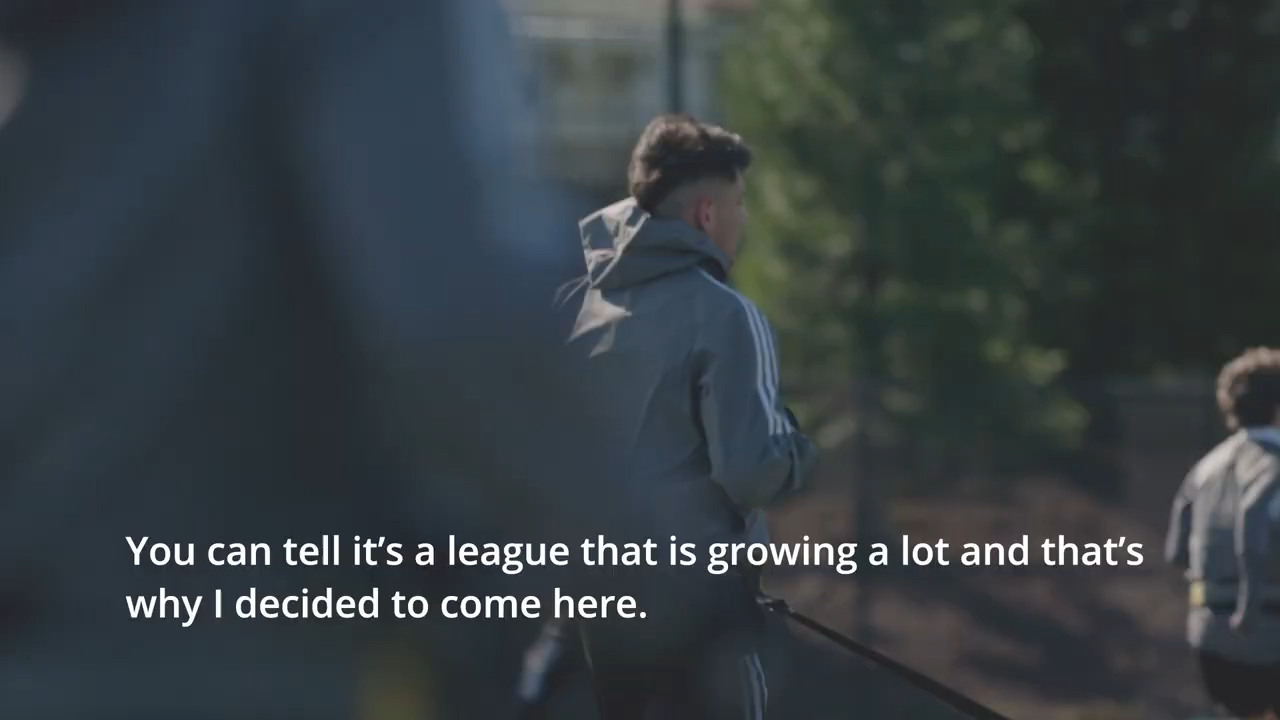 You can tell it’s a league that is growing a lot and that’s
why I decided to come here.